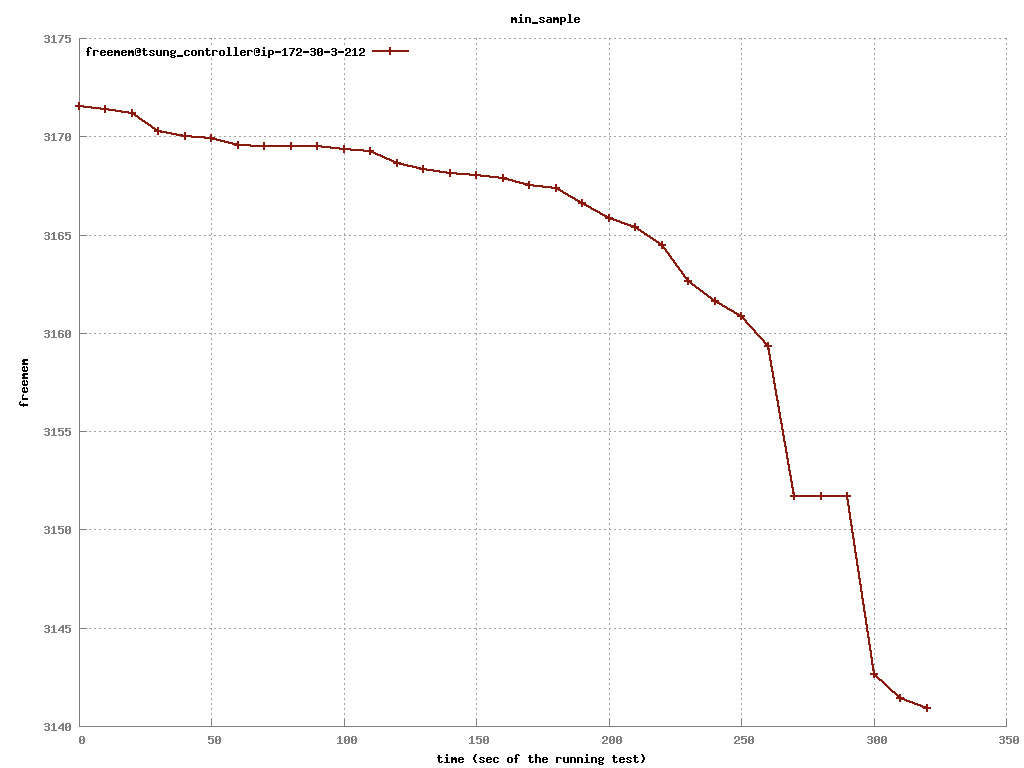 min_sample
3175
freemem@tsung_controller@ip-172-30-3-212
3170
3165
3160
freemem
3155
3150
3145
3140
0 50 100 150 200 250 300 350
time (sec of the running test)